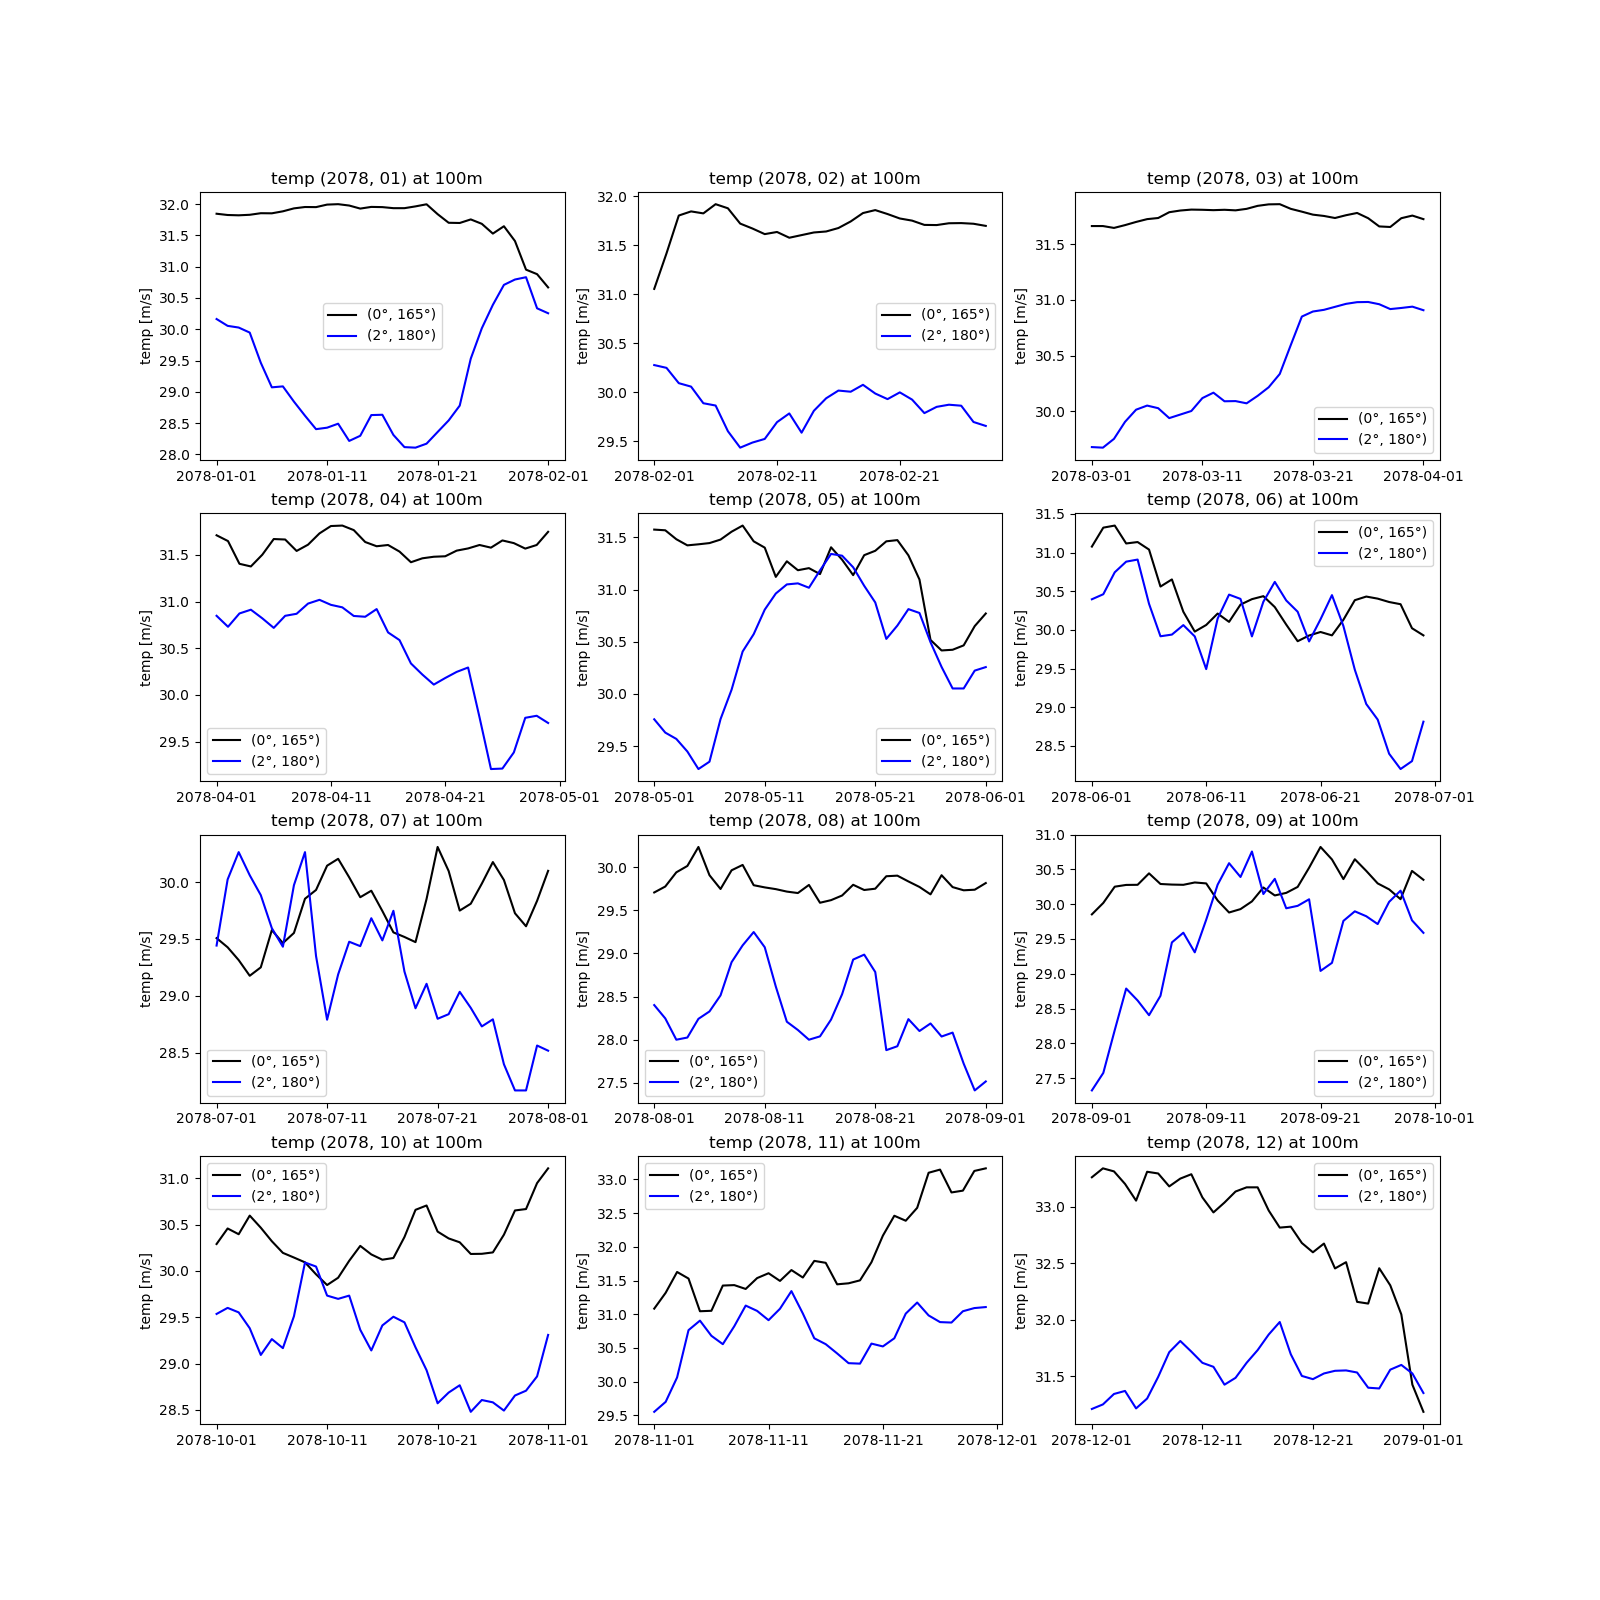 temp (2078, 01) at 100m
temp [m/s]
32.0
31.5
31.0
30.5
30.0
29.5
29.0
28.5
28.0
(0°, 165°)
(2°, 180°)
2078-01-01 2078-01-11 2078-01-21 2078-02-01
temp (2078, 02) at 100m
temp [m/s]
32.0
31.5
31.0
30.5
30.0
29.5
(0°, 165°)
(2°, 180°)
2078-02-01 2078-02-11 2078-02-21
temp (2078, 03) at 100m
temp [m/s]
31.5
31.0
30.5
30.0
(0°, 165°)
(2°, 180°)
2078-03-01 2078-03-11 2078-03-21 2078-04-01
temp (2078, 04) at 100m
temp [m/s]
31.5
31.0
30.5
30.0
29.5
(0°, 165°)
(2°, 180°)
2078-04-01 2078-04-11 2078-04-21 2078-05-01
temp (2078, 05) at 100m
temp [m/s]
31.5
31.0
30.5
30.0
29.5
(0°, 165°)
(2°, 180°)
2078-05-01 2078-05-11 2078-05-21 2078-06-01
temp (2078, 06) at 100m
temp [m/s]
31.5
31.0
30.5
30.0
29.5
29.0
28.5
(0°, 165°)
(2°, 180°)
2078-06-01 2078-06-11 2078-06-21 2078-07-01
temp (2078, 07) at 100m
temp [m/s]
30.0
29.5
29.0
28.5
(0°, 165°)
(2°, 180°)
2078-07-01 2078-07-11 2078-07-21 2078-08-01
temp (2078, 08) at 100m
temp [m/s]
30.0
29.5
29.0
28.5
28.0
27.5
(0°, 165°)
(2°, 180°)
2078-08-01 2078-08-11 2078-08-21 2078-09-01
temp (2078, 09) at 100m
temp [m/s]
31.0
30.5
30.0
29.5
29.0
28.5
28.0
27.5
(0°, 165°)
(2°, 180°)
2078-09-01 2078-09-11 2078-09-21 2078-10-01
temp (2078, 10) at 100m
temp [m/s]
31.0
30.5
30.0
29.5
29.0
28.5
(0°, 165°)
(2°, 180°)
2078-10-01 2078-10-11 2078-10-21 2078-11-01
temp (2078, 11) at 100m
temp [m/s]
33.0
32.5
32.0
31.5
31.0
30.5
30.0
29.5
(0°, 165°)
(2°, 180°)
2078-11-01 2078-11-11 2078-11-21 2078-12-01
temp (2078, 12) at 100m
temp [m/s]
33.0
32.5
32.0
31.5
(0°, 165°)
(2°, 180°)
2078-12-01 2078-12-11 2078-12-21 2079-01-01